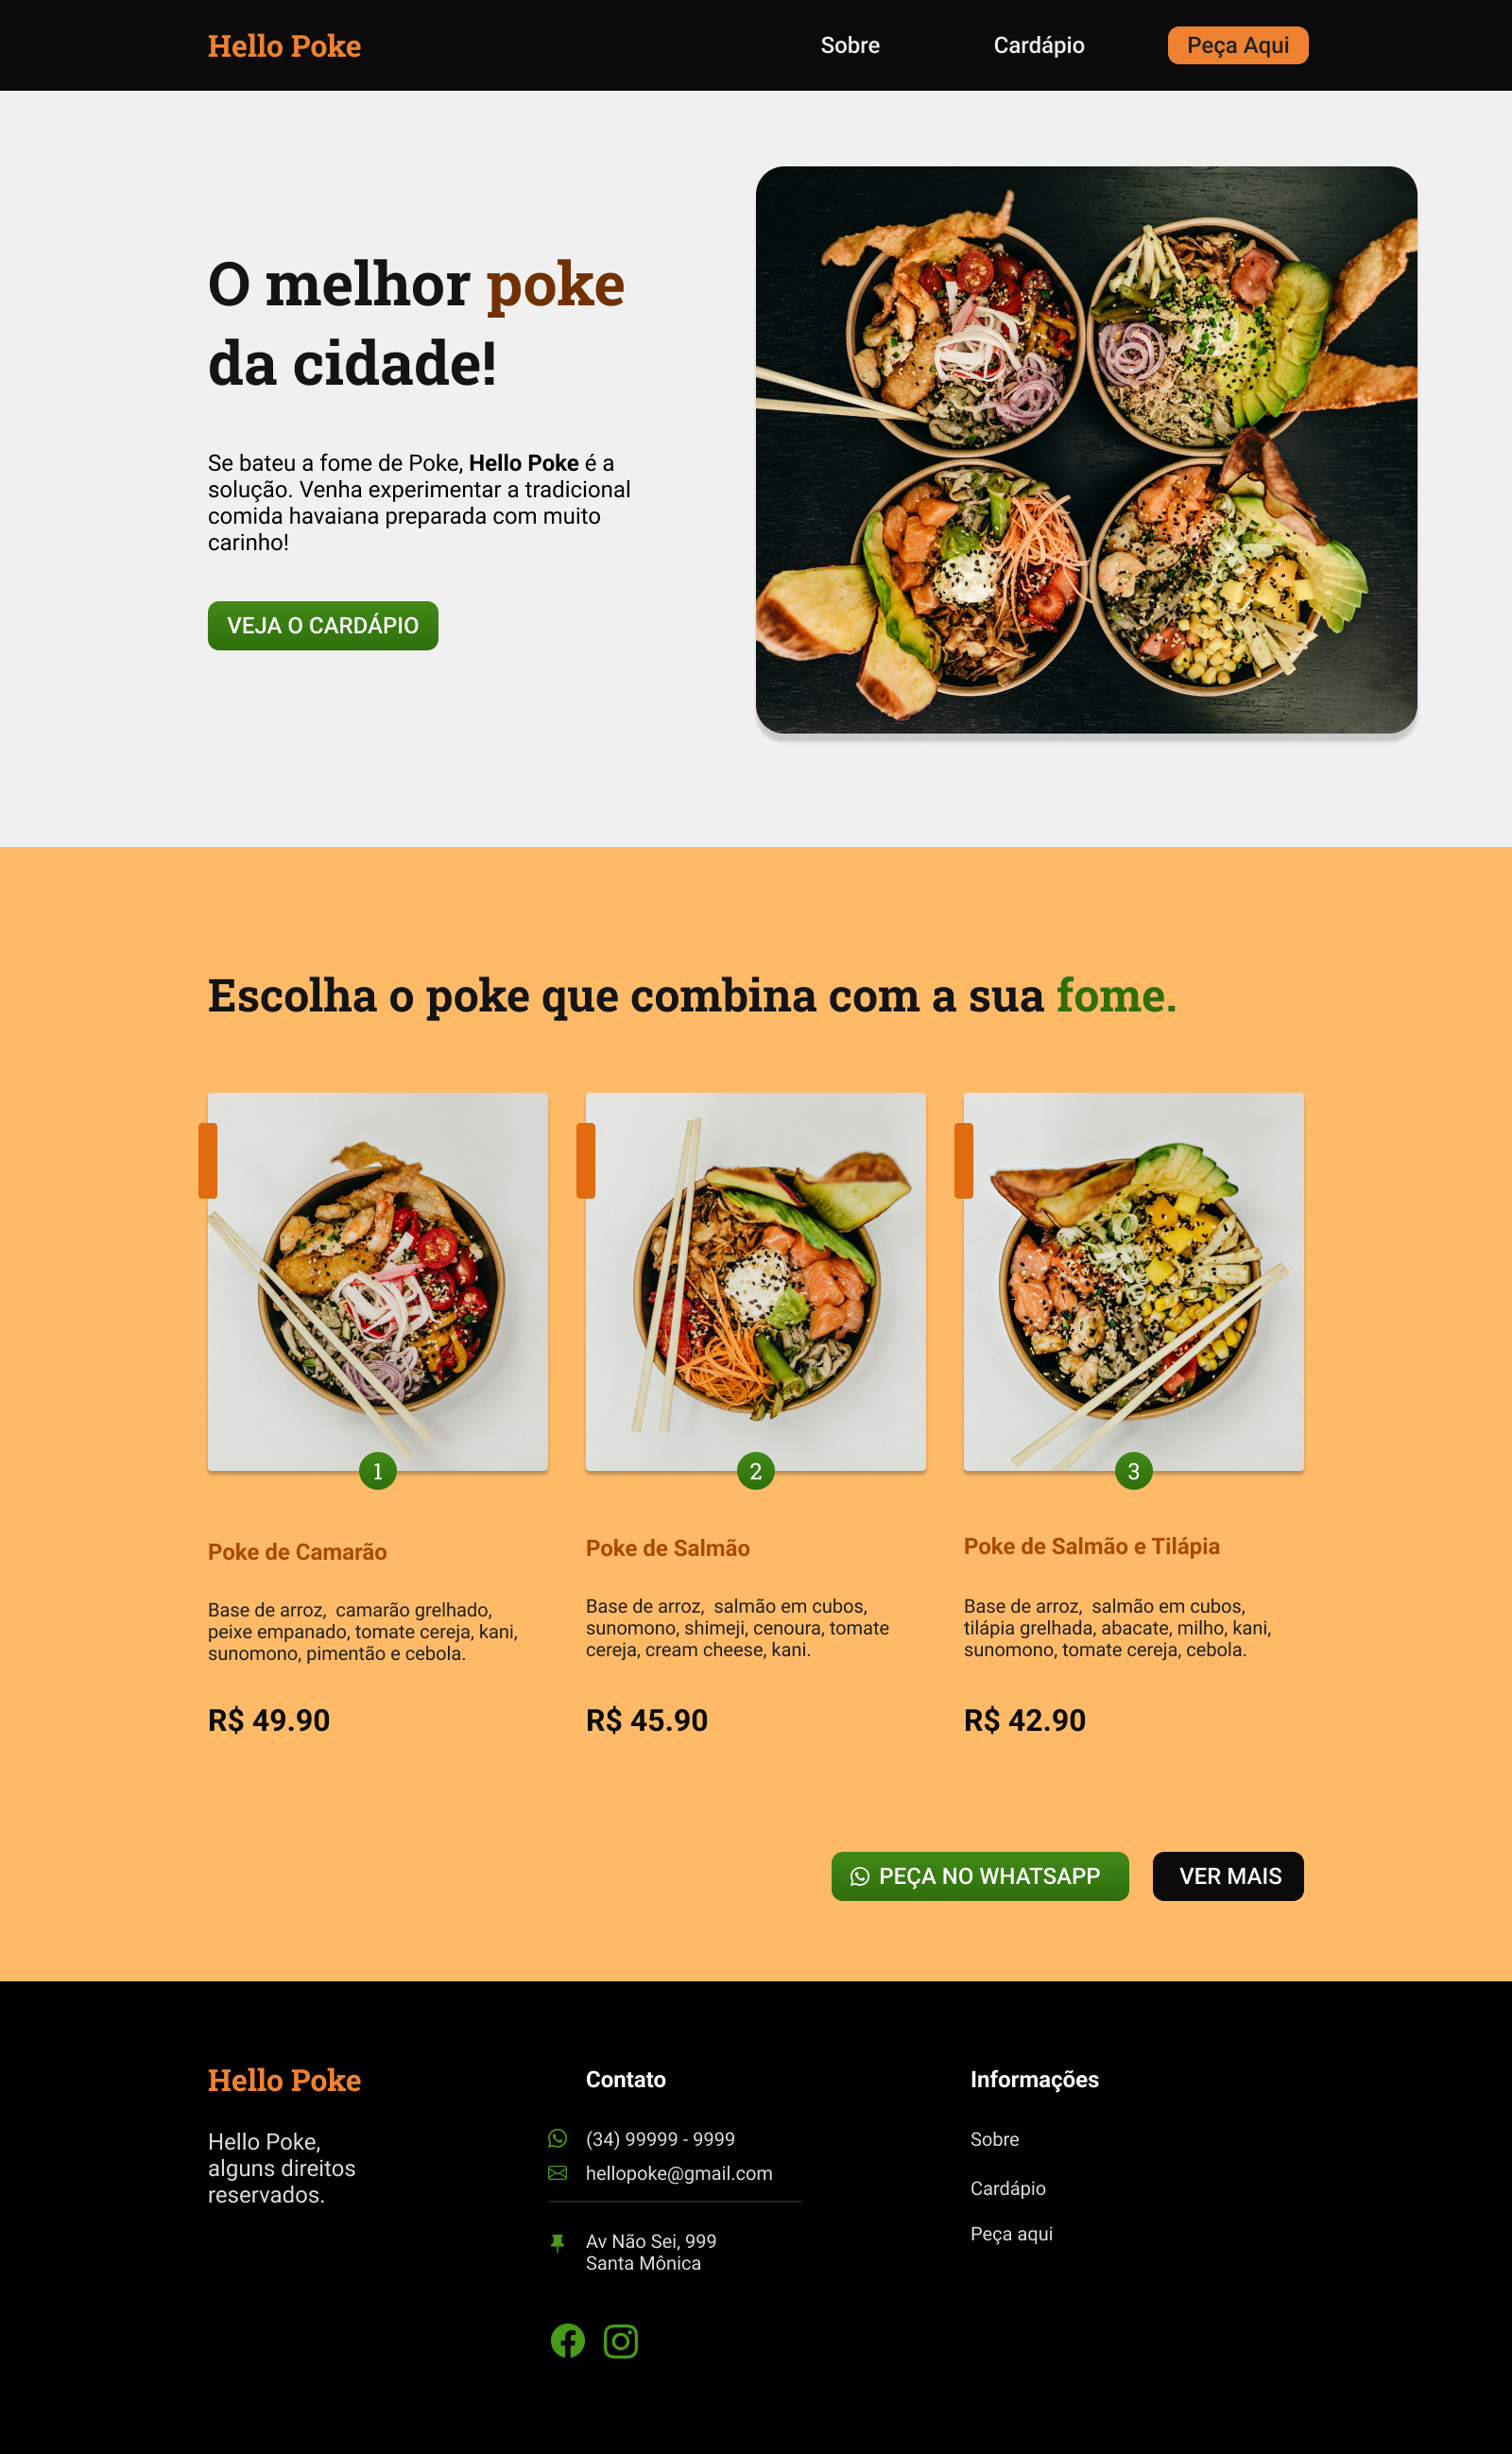 Hello Poke
Sobre
Cardápio
Peça Aqui
O melhor poke
da cidade!
Se bateu a fome de Poke, Hello Poke é a
solução. Venha experimentar a tradicional
comida havaiana preparada com muito
carinho!
VEJA O CARDÁPIO
Escolha o poke que combina com a sua fome.
1
Poke de Camarão
Base de arroz,  camarão grelhado,
peixe empanado, tomate cereja, kani,
sunomono, pimentão e cebola.
R$ 49.90
2
Poke de Salmão
Base de arroz,  salmão em cubos,
sunomono, shimeji, cenoura, tomate
cereja, cream cheese, kani.
R$ 45.90
3
Poke de Salmão e Tilápia
Base de arroz,  salmão em cubos,
tilápia grelhada, abacate, milho, kani,
sunomono, tomate cereja, cebola.
R$ 42.90
PEÇA NO WHATSAPP
VER MAIS
Hello Poke
Hello Poke,
alguns direitos
reservados.
Contato
(34) 99999 - 9999
hellopoke@gmail.com
Av Não Sei, 999
Santa Mônica
Informações
Sobre
Cardápio
Peça aqui